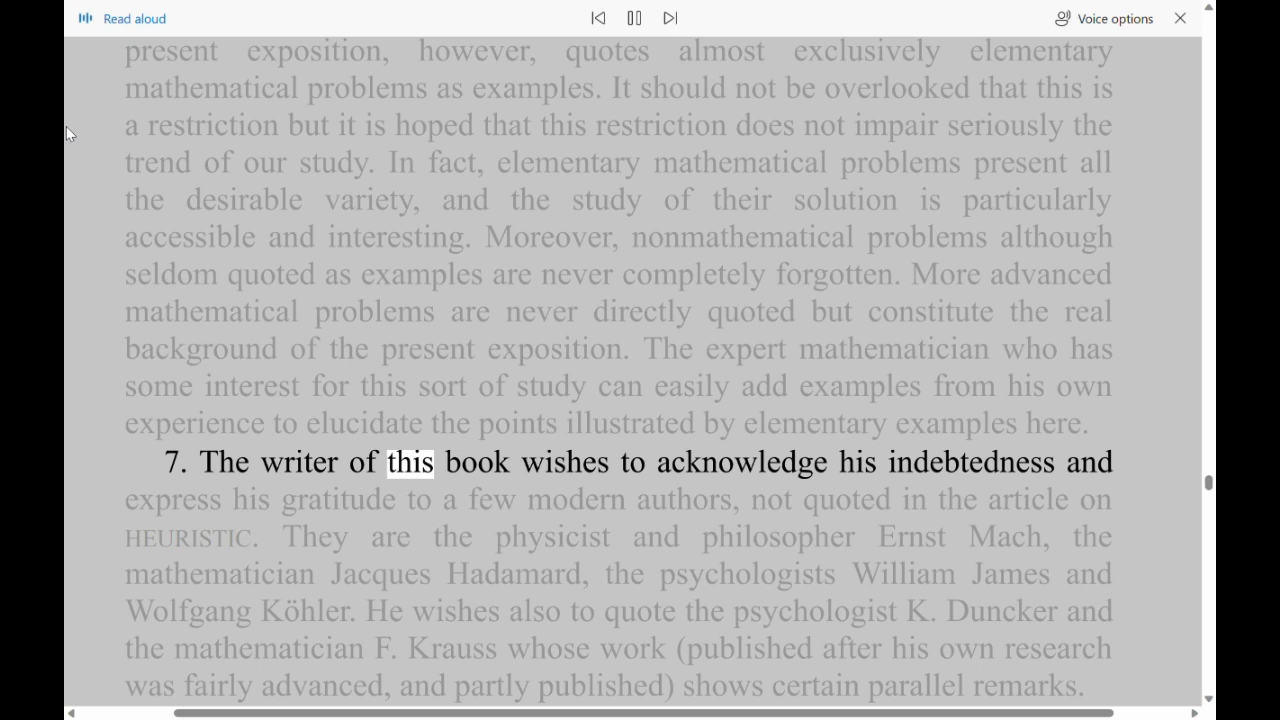 Read aloud
Voice options
present exposition, however, quotes almost exclusively elementary
mathematical problems as examples. It should not be overlooked that this is
a restriction but it is hoped that this restriction does not impair seriously the
trend of our study. In fact, elementary mathematical problems present all
the desirable variety, and the study of their solution is particularly
accessible and interesting. Moreover, nonmathematical problems although
seldom quoted as examples are never completely forgotten. More advanced
mathematical problems are never directly quoted but constitute the real
background of the present exposition. The expert mathematician who has
some interest for this sort of study can easily add examples from his own
experience to elucidate the points illustrated by elementary examples here.
7. The writer of this book wishes to acknowledge his indebtedness and
express his gratitude to a few modern authors, not quoted in the article on
HEURISTIC. They are the physicist and philosopher Ernst Mach, the
mathematician Jacques Hadamard, the psychologists William James and
Wolfgang Köhler. He wishes also to quote the psychologist K. Duncker and
the mathematician F. Krauss whose work (published after his own research
was fairly advanced, and partly published) shows certain parallel remarks.